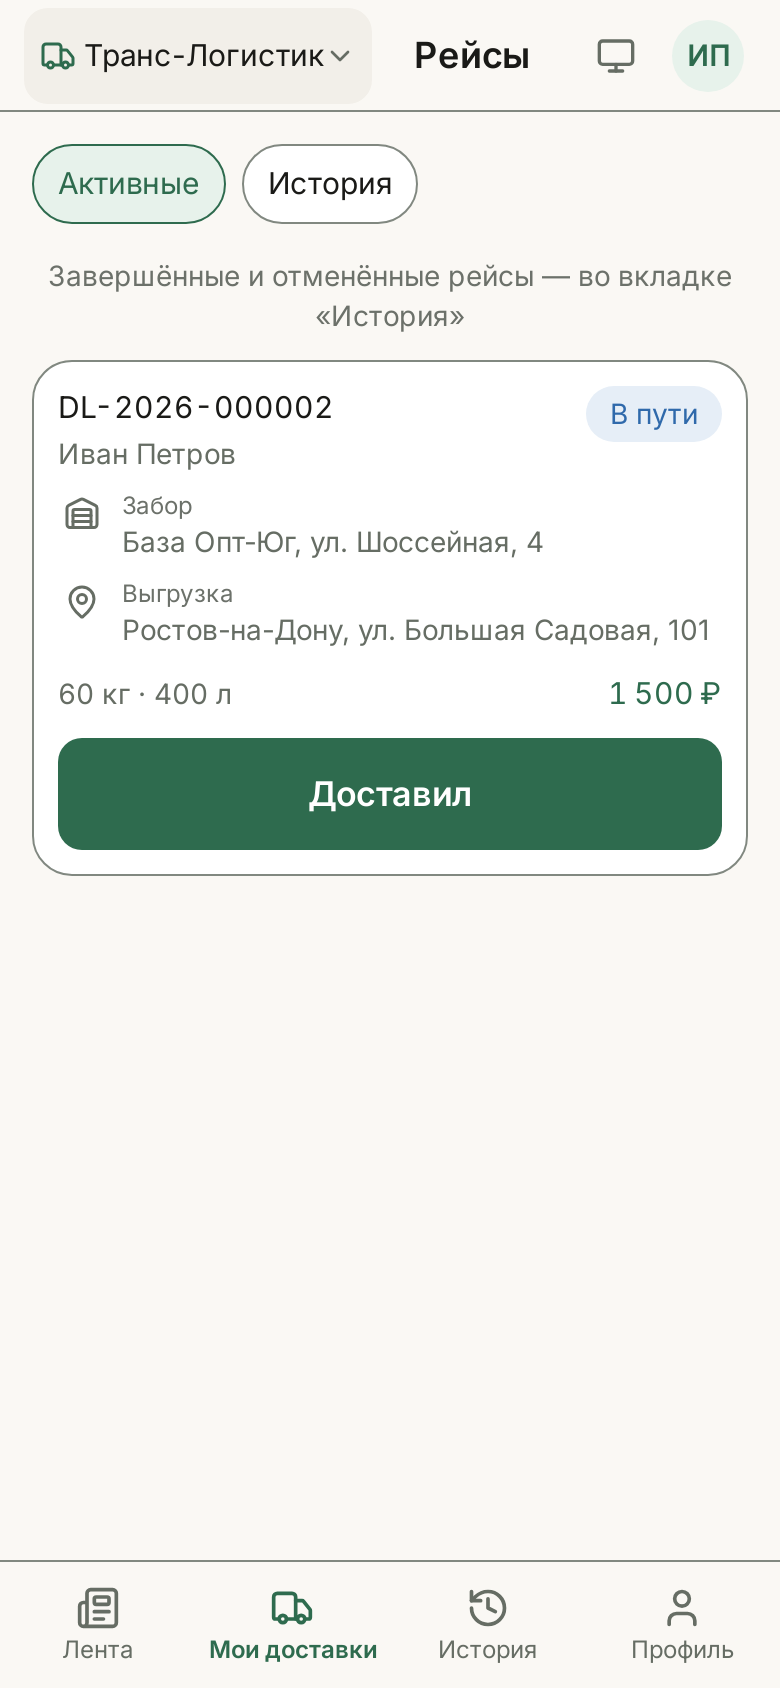 Транс-Логистик
Рейсы
ИП
Активные
История
Завершённые и отменённые рейсы — во вкладке
«История»
DL-2026-000002
В пути
Иван Петров
Забор
База Опт-Юг, ул. Шоссейная, 4
Выгрузка
Ростов-на-Дону, ул. Большая Садовая, 101
60 кг · 400 л
1 500 ₽
Доставил
Лента
Мои доставки
История
Профиль